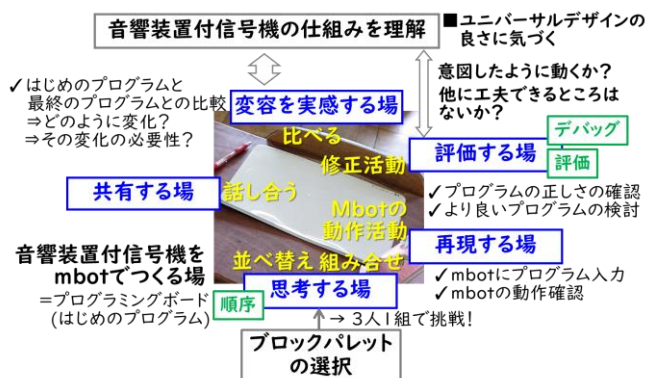 音響装置付信号機の仕組みを理解
■ユニバーサルデザインの
良さに気づく
✓はじめのプログラムと
最終のプログラムとの比較
⇒どのように変化?
⇒その変化の必要性?
変容を実感する場
意図したように動くか?
他に工夫できるところは
ないか?
比べる
修正活動
評価する場
デバッグ
評価
共有する場
話し合う
✓プログラムの正しさの確認
✓より良いプログラムの検討
Mbotの
動作活動
再現する場
音響装置付信号機を
mbotでつくる場
=プログラミングボード
(はじめのプログラム)
並べ替え 組み合せ
順序
思考する場
✓mbotにプログラム入力
✓mbotの動作確認
→ 3人1組で挑戦!
ブロックパレット
の選択